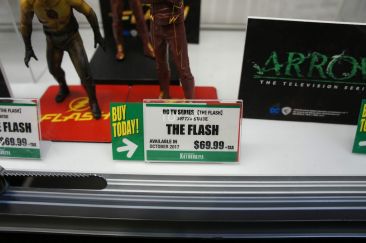 THE FLASH
$69.99
FLASH
BUY
TODAY!
DC TV SERIES [THE FLASH]
THE FLASH
AVAILABLE IN
OCTOBER 2017
$69.99
ARROW
THE TELEVISION SERIES